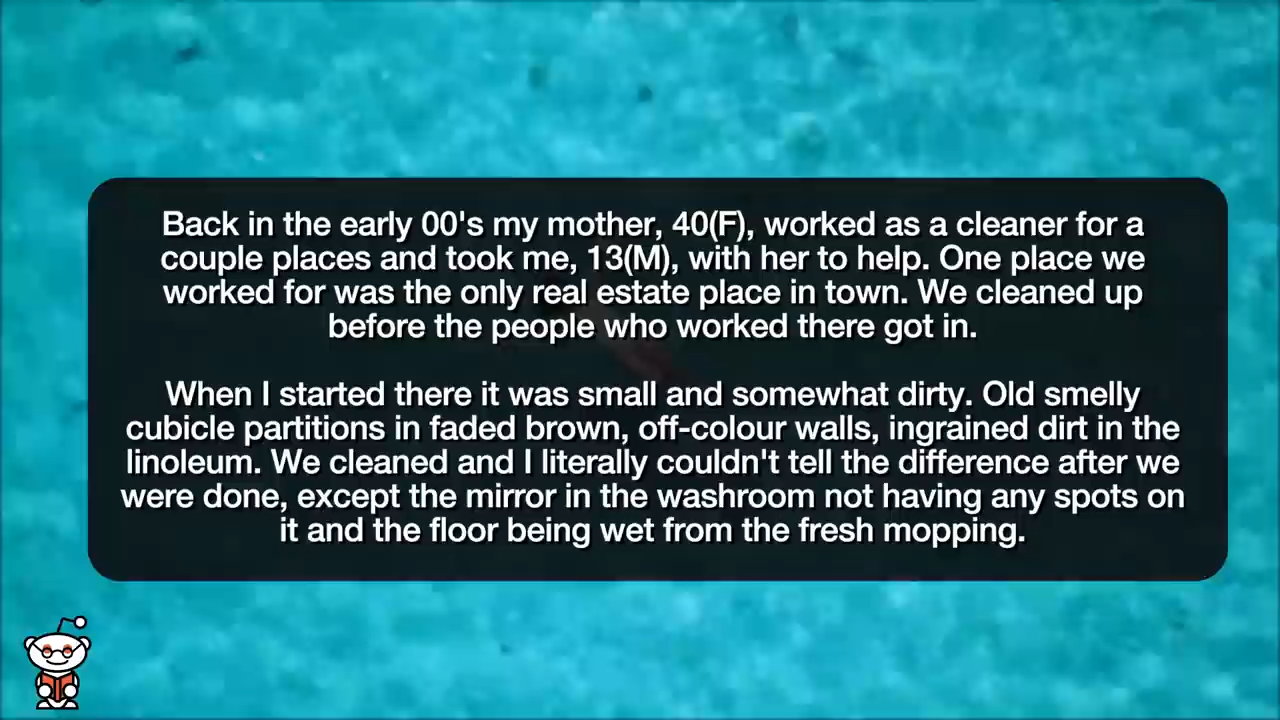 Back in the early 00's my mother, 40(F), worked as a cleaner for a
couple places and took me, 13(M), with her to help. One place we
worked for was the only real estate place in town. We cleaned up
before the people who worked there got in.
When I started there it was small and somewhat dirty. Old smelly
cubicle partitions in faded brown, off-colour walls, ingrained dirt in the
linoleum. We cleaned and I literally couldn't tell the difference after we
were done, except the mirror in the washroom not having any spots on
it and the floor being wet from the fresh mopping.